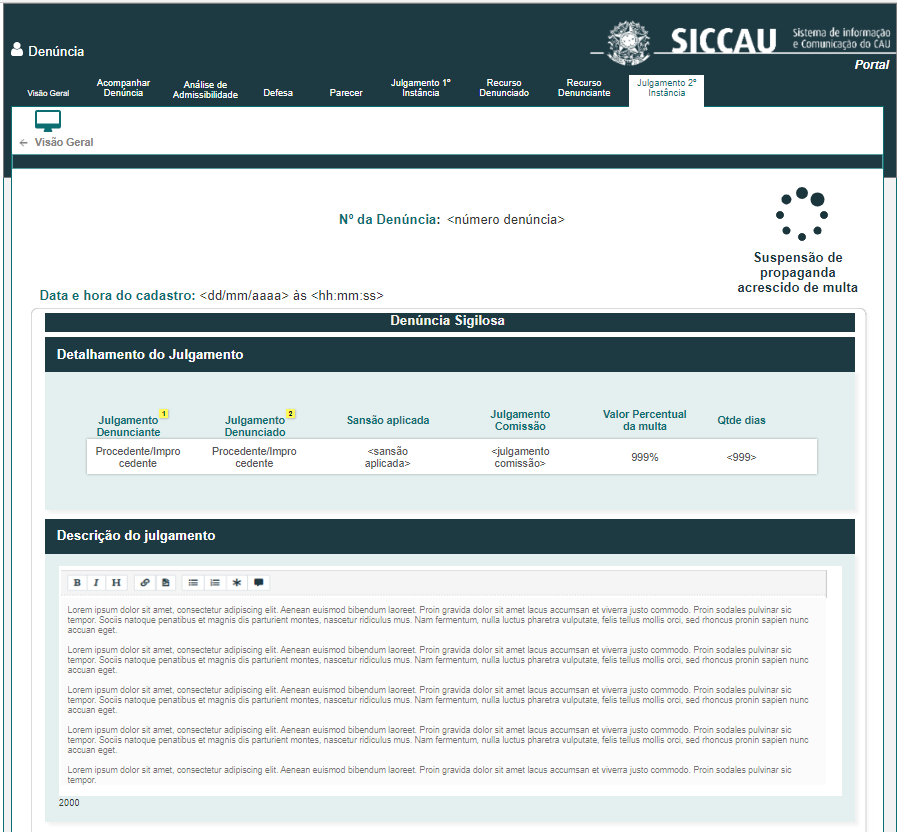 Denúncia
SICCAU
Sistema de informação
e Comunicação do CAU
Portal
Visão Geral
Acompanhar
Denúncia
Análise de
Admissibilidade
Defesa
Parecer
Julgamento 1º
Instância
Recurso
Denunciado
Recurso
Denunciante
Julgamento 2º
Instância
← Visão Geral
Nº da Denúncia: <número denúncia>
Suspensão de
propaganda
acrescido de multa
Data e hora do cadastro: <dd/mm/aaaa> às <hh:mm:ss>
Denúncia Sigilosa
Detalhamento do Julgamento
Julgamento 1
Denunciante
Julgamento 2
Denunciado
Sansão aplicada
Julgamento
Comissão
Valor Percentual
da multa
Qtde dias
Procedente/Impro
cedente
Procedente/Impro
cedente
<sansão
aplicada>
<julgamento
comissão>
999%
<999>
Descrição do julgamento
B I H
Lorem ipsum dolor sit amet, consectetur adipiscing elit. Aenean euismod bibendum laoreet. Proin gravida dolor sit amet lacus accumsan et viverra justo commodo. Proin sodales pulvinar sic
tempor. Sociis natoque penatibus et magnis dis parturient montes, nascetur ridiculus mus. Nam fermentum, nulla luctus pharetra vulputate, felis tellus mollis orci, sed rhoncus pronin sapien nunc
accuan eget.
Lorem ipsum dolor sit amet, consectetur adipiscing elit. Aenean euismod bibendum laoreet. Proin gravida dolor sit amet lacus accumsan et viverra justo commodo. Proin sodales pulvinar sic
tempor. Sociis natoque penatibus et magnis dis parturient montes, nascetur ridiculus mus. Nam fermentum, nulla luctus pharetra vulputate, felis tellus mollis orci, sed rhoncus pronin sapien nunc
accuan eget.
Lorem ipsum dolor sit amet, consectetur adipiscing elit. Aenean euismod bibendum laoreet. Proin gravida dolor sit amet lacus accumsan et viverra justo commodo. Proin sodales pulvinar sic
tempor. Sociis natoque penatibus et magnis dis parturient montes, nascetur ridiculus mus. Nam fermentum, nulla luctus pharetra vulputate, felis tellus mollis orci, sed rhoncus pronin sapien nunc
accuan eget.
Lorem ipsum dolor sit amet, consectetur adipiscing elit. Aenean euismod bibendum laoreet. Proin gravida dolor sit amet lacus accumsan et viverra justo commodo. Proin sodales pulvinar sic
tempor. Sociis natoque penatibus et magnis dis parturient montes, nascetur ridiculus mus. Nam fermentum, nulla luctus pharetra vulputate, felis tellus mollis orci, sed rhoncus pronin sapien nunc
accuan eget.
Lorem ipsum dolor sit amet, consectetur adipiscing elit. Aenean euismod bibendum laoreet. Proin gravida dolor sit amet lacus accumsan et viverra justo commodo. Proin sodales pulvinar sic
tempor.
2000